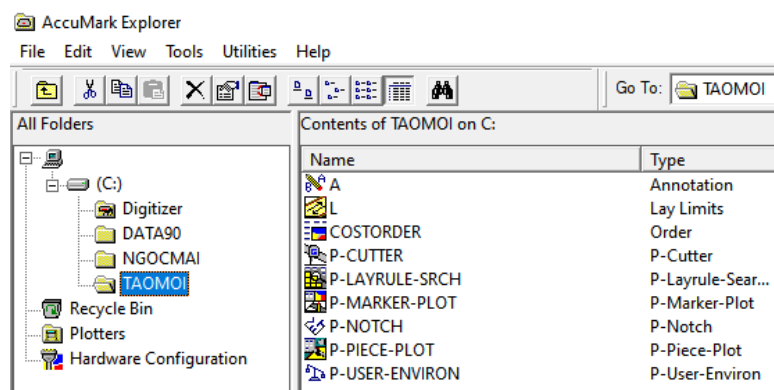 AccuMark Explorer
File Edit View Tools Utilities Help
Go To: TAOMOI
All Folders
Contents of TAOMOI on C:
(C:)
Digitizer
DATA90
NGOCMAI
TAOMOI
Recycle Bin
Plotters
Hardware Configuration
Name Type
A Annotation
L Lay Limits
COSTORDER Order
P-CUTTER P-Cutter
P-LAYRULE-SRCH P-Layrule-Sear...
P-MARKER-PLOT P-Marker-Plot
P-NOTCH P-Notch
P-PIECE-PLOT P-Piece-Plot
P-USER-ENVIRON P-User-Environ